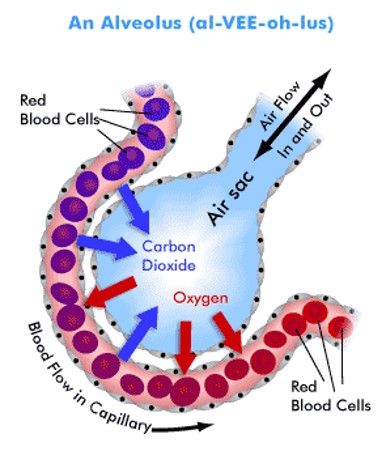 An Alveolus (al-VEE-oh-lus)
Red
Blood Cells
Air Flow
In and Out
Air sac
Carbon
Dioxide
Oxygen
Blood Flow in Capillary
Red
Blood Cells